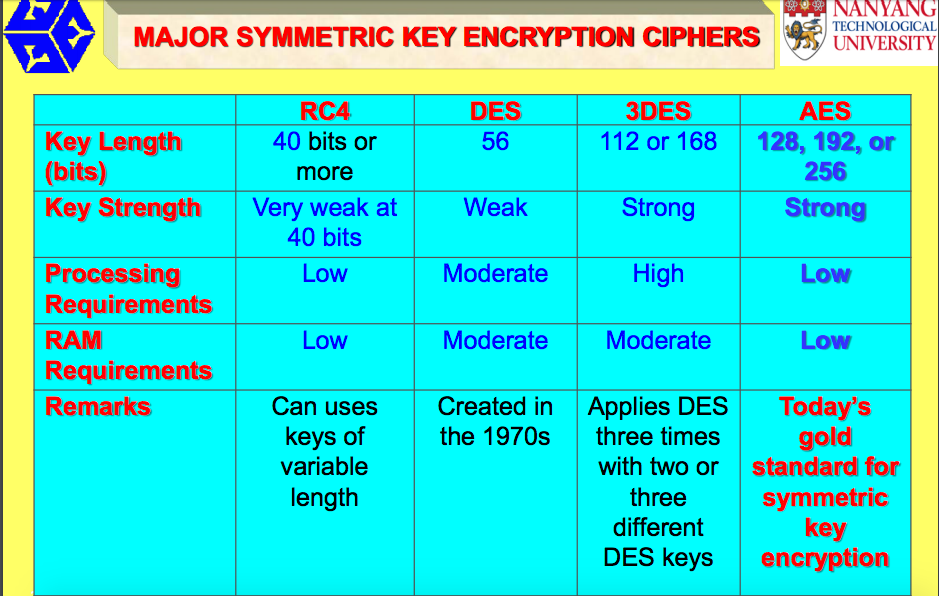 MAJOR SYMMETRIC KEY ENCRYPTION CIPHERS
NANYANG
TECHNOLOGICAL
UNIVERSITY
RC4 DES 3DES AES
Key Length (bits) 40 bits or more 56 112 or 168 128, 192, or 256
Key Strength Very weak at 40 bits Weak Strong Strong
Processing Requirements Low Moderate High Low
RAM Requirements Low Moderate Moderate Low
Remarks Can uses keys of variable length Created in the 1970s Applies DES three times with two or three different DES keys Today's gold standard for symmetric key encryption